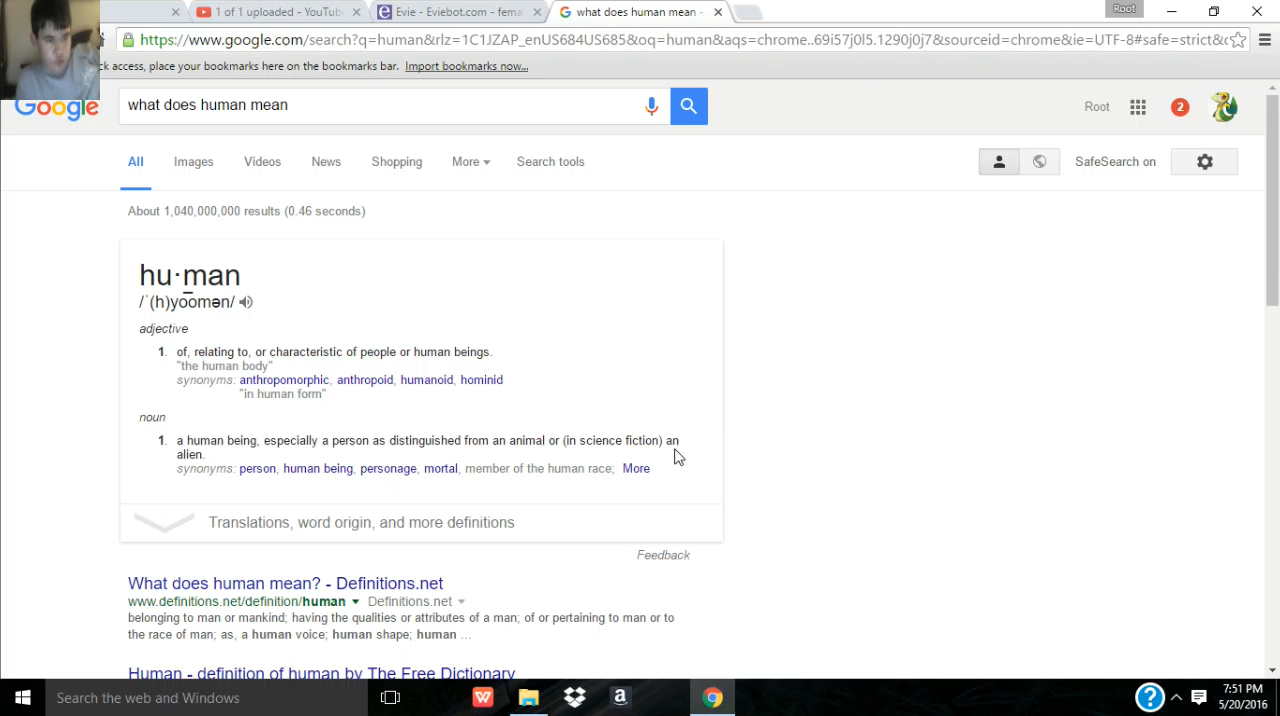 1 of 1 uploaded - YouTub
Evie - Eviebot.com - fema
what does human mean -
Root
https://www.google.com/search?q=human&rlz=1C1JZAP_enUS684US685&oq=human&aqs=chrome..69i57j0l5.1290j0j7&sourceid=chrome&ie=UTF-8#safe=strict&
ck access, place your bookmarks here on the bookmarks bar. Import bookmarks now...
Google
what does human mean
Root
2
All Images Videos News Shopping More Search tools
SafeSearch on
About 1,040,000,000 results (0.46 seconds)
hu·man
/ˈ(h)yo͞omən/
adjective
1. of, relating to, or characteristic of people or human beings.
"the human body"
synonyms: anthropomorphic, anthropoid, humanoid, hominid
"in human form"
noun
1. a human being, especially a person as distinguished from an animal or (in science fiction) an
alien.
synonyms: person, human being, personage, mortal, member of the human race; More
Translations, word origin, and more definitions
Feedback
What does human mean? - Definitions.net
www.definitions.net/definition/human Definitions.net
belonging to man or mankind; having the qualities or attributes of a man; of or pertaining to man or to
the race of man; as, a human voice; human shape; human ...
Human - definition of human by The Free Dictionary
Search the web and Windows
W
a
?
7:51 PM
5/20/2016